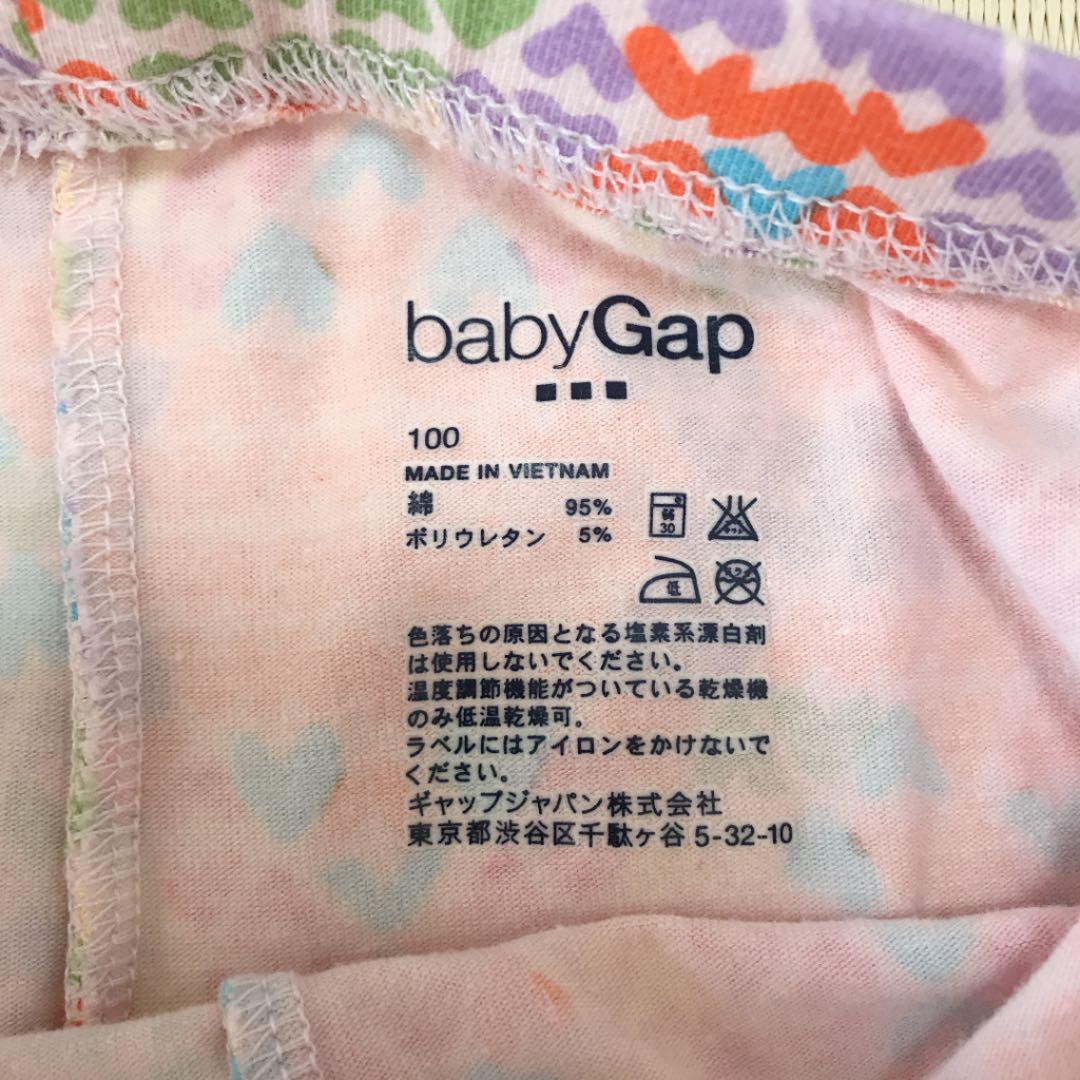 babyGap
100
MADE IN VIETNAM
綿 95%
ポリウレタン 5%
30
低
色落ちの原因となる塩素系漂白剤
は使用しないでください。
温度調節機能がついている乾燥機
のみ低温乾燥可。
ラベルにはアイロンをかけないで
ください。
ギャップジャパン株式会社
東京都渋谷区千駄ヶ谷 5-32-10